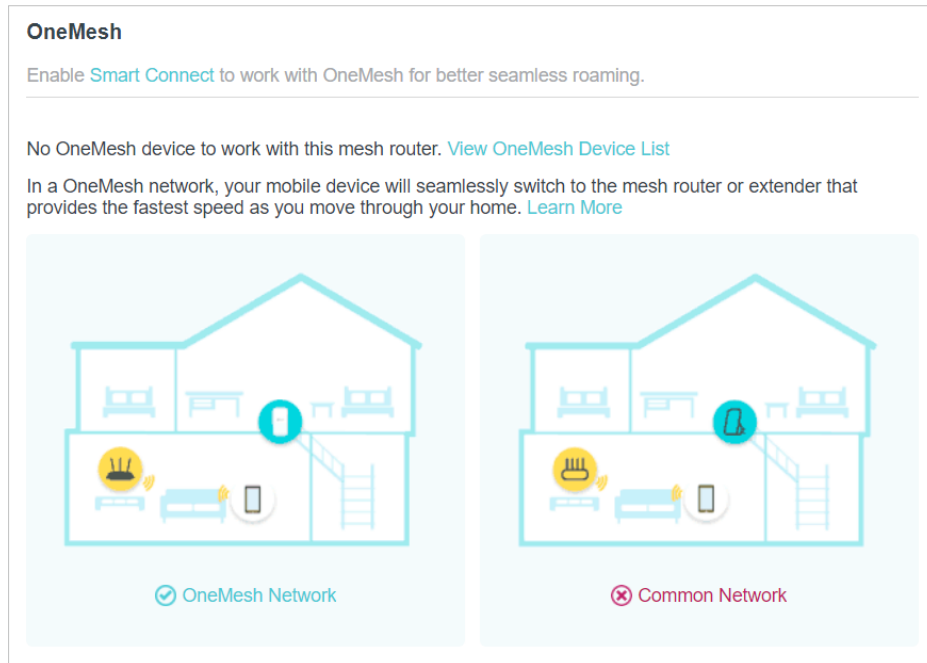 OneMesh
Enable Smart Connect to work with OneMesh for better seamless roaming.
No OneMesh device to work with this mesh router. View OneMesh Device List
In a OneMesh network, your mobile device will seamlessly switch to the mesh router or extender that
provides the fastest speed as you move through your home. Learn More
OneMesh Network
Common Network